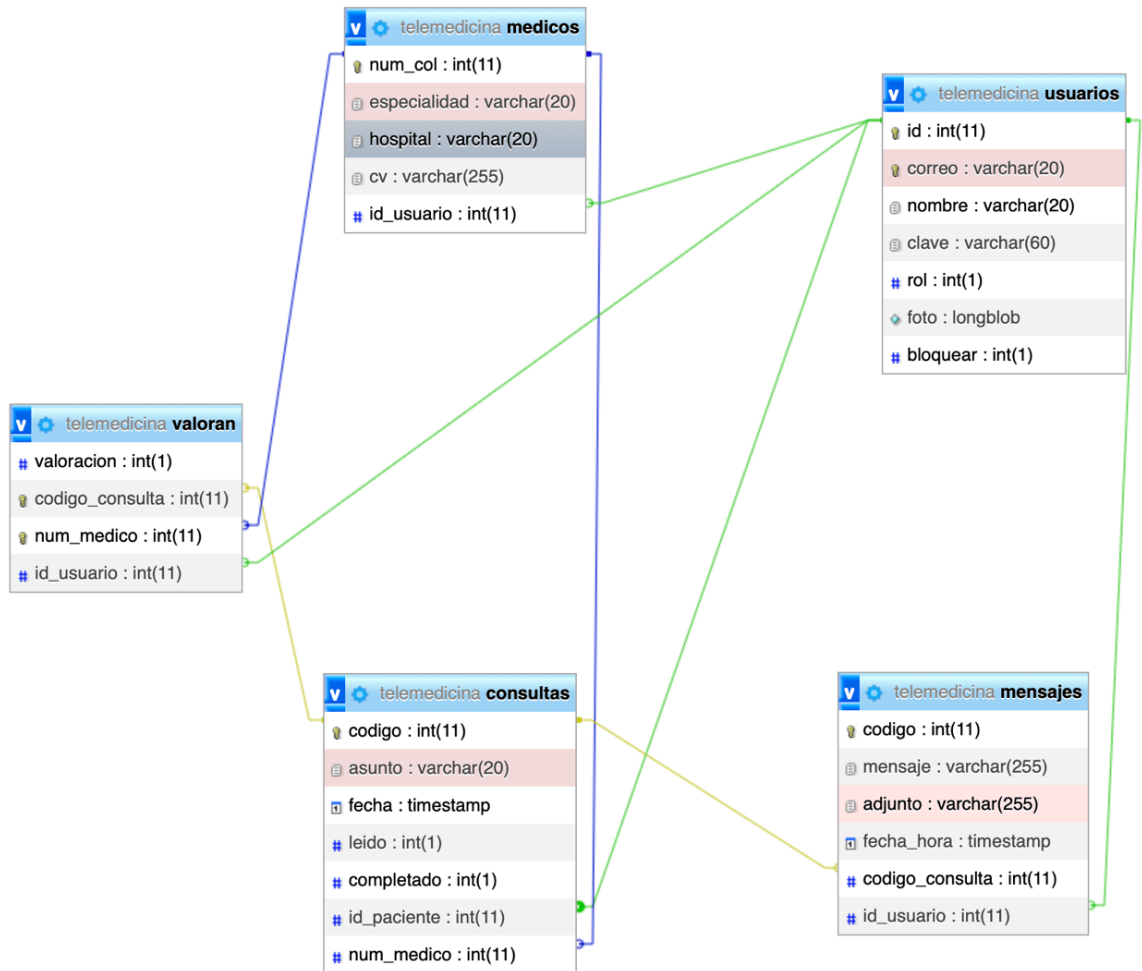 telemedicina medicos
num_col : int(11)
especialidad : varchar(20)
hospital : varchar(20)
cv : varchar(255)
id_usuario : int(11)
telemedicina usuarios
id : int(11)
correo : varchar(20)
nombre : varchar(20)
clave : varchar(60)
rol : int(1)
foto : longblob
bloquear : int(1)
telemedicina valoran
valoracion : int(1)
codigo_consulta : int(11)
num_medico : int(11)
id_usuario : int(11)
telemedicina consultas
codigo : int(11)
asunto : varchar(20)
fecha : timestamp
leido : int(1)
completado : int(1)
id_paciente : int(11)
num_medico : int(11)
telemedicina mensajes
codigo : int(11)
mensaje : varchar(255)
adjunto : varchar(255)
fecha_hora : timestamp
codigo_consulta : int(11)
id_usuario : int(11)